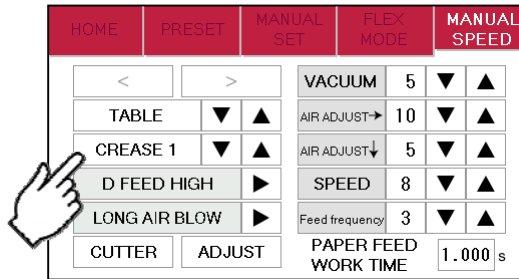 HOME PRESET MANUAL SET FLEX MODE MANUAL SPEED
< >
TABLE ▼ ▲
CREASE 1 ▼ ▲
D FEED HIGH ▶
LONG AIR BLOW ▶
CUTTER ADJUST
VACUUM 5 ▼ ▲
AIR ADJUST→ 10 ▼ ▲
AIR ADJUST↓ 5 ▼ ▲
SPEED 8 ▼ ▲
Feed frequency 3 ▼ ▲
PAPER FEED
WORK TIME 1.000 s